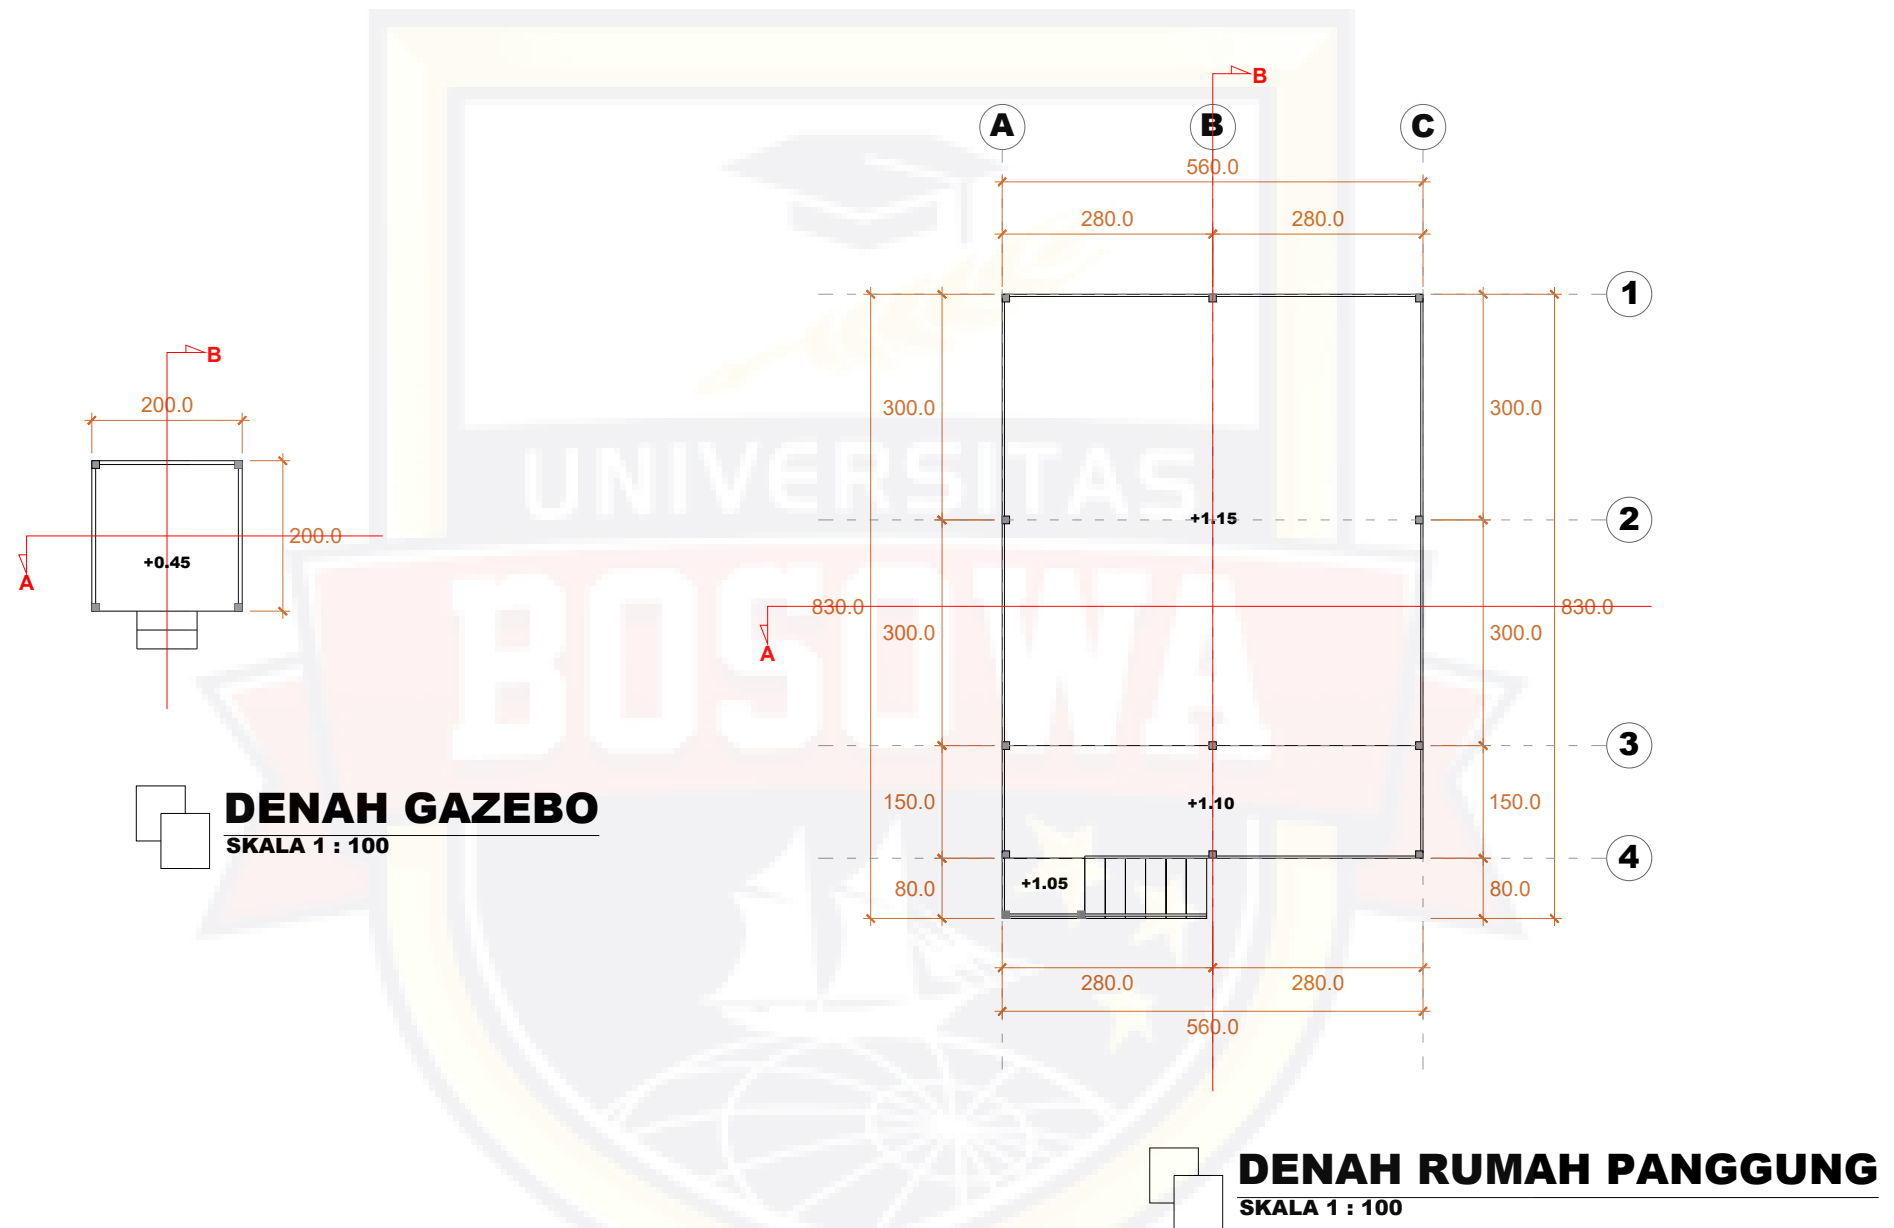 B
A B C
560.0
280.0 280.0
1
B
200.0
300.0 300.0
UNIVERSITAS
+1.15
2
200.0
+0.45
A
BOSOWA
830.0 830.0
300.0 300.0
A
3
150.0 +1.10 150.0
DENAH GAZEBO
SKALA 1 : 100
4
80.0 +1.05 80.0
280.0 280.0
560.0
DENAH RUMAH PANGGUNG
SKALA 1 : 100